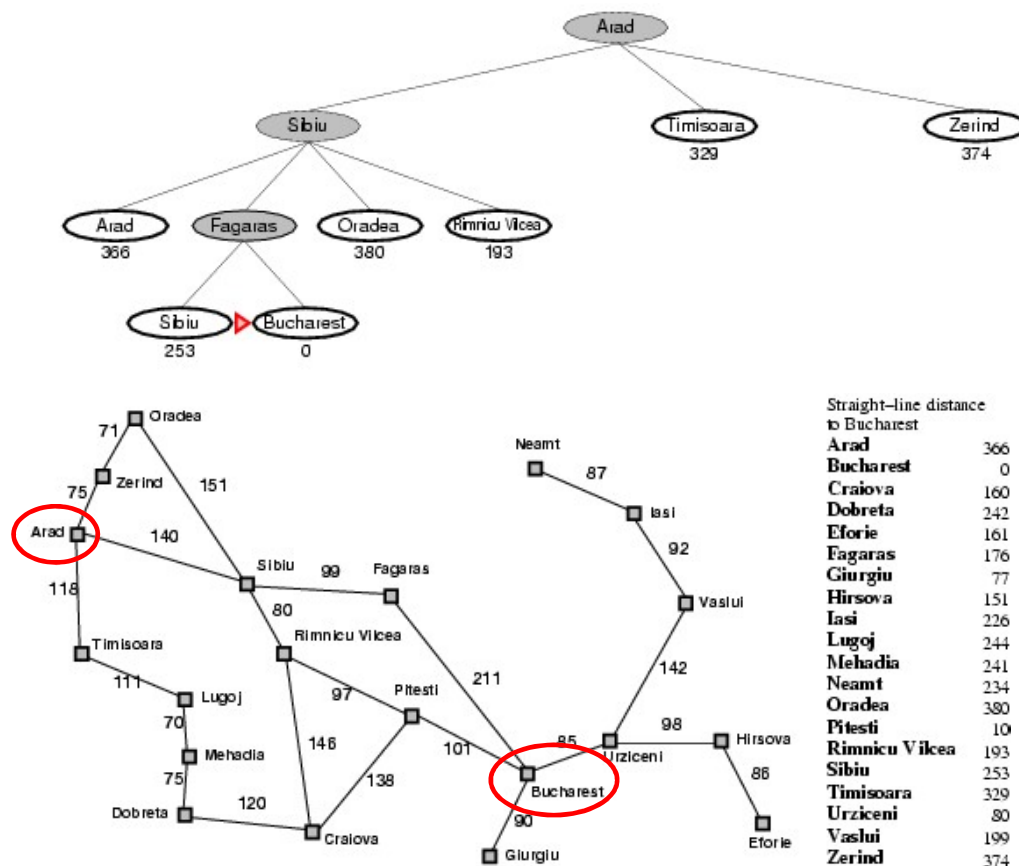 Arad
Sibiu
Timisoara
Zerind
329
374
Arad
Fagaras
Oradea
Rimnicu Vilcea
366
380
193
Sibiu
Bucharest
253
0
Straight–line distance
to Bucharest
Arad 366
Bucharest 0
Craiova 160
Dobreta 242
Eforie 161
Fagaras 176
Giurgiu 77
Hirsova 151
Iasi 226
Lugoj 244
Mehadia 241
Neamt 234
Oradea 380
Pitesti 10
Rimnicu Vilcea 193
Sibiu 253
Timisoara 329
Urziceni 80
Vaslui 199
Zerind 374
Oradea
71
Neamt
87
Zerind
75
151
Iasi
Arad
140
92
Sibiu
99
Fagaras
118
80
Vaslui
Timisoara
Rimnicu Vilcea
111
142
Lugoj
97
Pitesti
211
70
98
Hirsova
Mehadia
146
101
85
Urziceni
75
138
86
Bucharest
Dobreta
120
90
Craiova
Eforie
Giurgiu